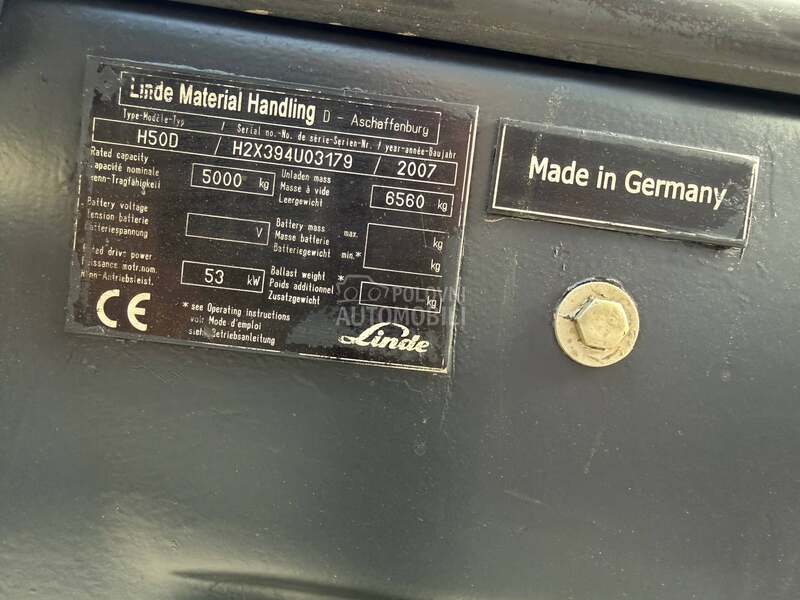 Linde Material Handling D - Aschaffenburg
Type-Modèle-Typ / Serial no.-No. de série-Serien-Nr. / year-année-Baujahr
H50D / H2X394U03179 / 2007
Rated capacity
Capacité nominale
Nenn-Tragfähigkeit
5000 kg
Unladen mass
Masse à vide
Leergewicht
6560 kg
Battery voltage
Tension batterie
Batteriespannung
V
Battery mass max.
Masse batterie
Batteriegewicht min.*
kg
kg
Rated drive power
Puissance motr.nom.
Nenn-Antriebsleist.
53 kW
Ballast weight *
Poids additionnel
Zusatzgewicht
kg
CE
* see Operating instructions
voir Mode d'emploi
siehe Betriebsanleitung
Linde
Made in Germany
POLOVNI
AUTOMOBILI